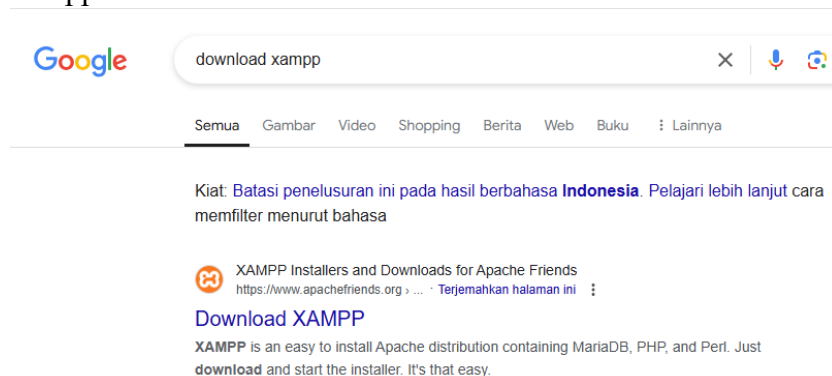 Google
download xampp
Semua Gambar Video Shopping Berita Web Buku Lainnya
Kiat: Batasi penelusuran ini pada hasil berbahasa Indonesia. Pelajari lebih lanjut cara
memfilter menurut bahasa
XAMPP Installers and Downloads for Apache Friends
https://www.apachefriends.org › ... · Terjemahkan halaman ini
Download XAMPP
XAMPP is an easy to install Apache distribution containing MariaDB, PHP, and Perl. Just
download and start the installer. It's that easy.